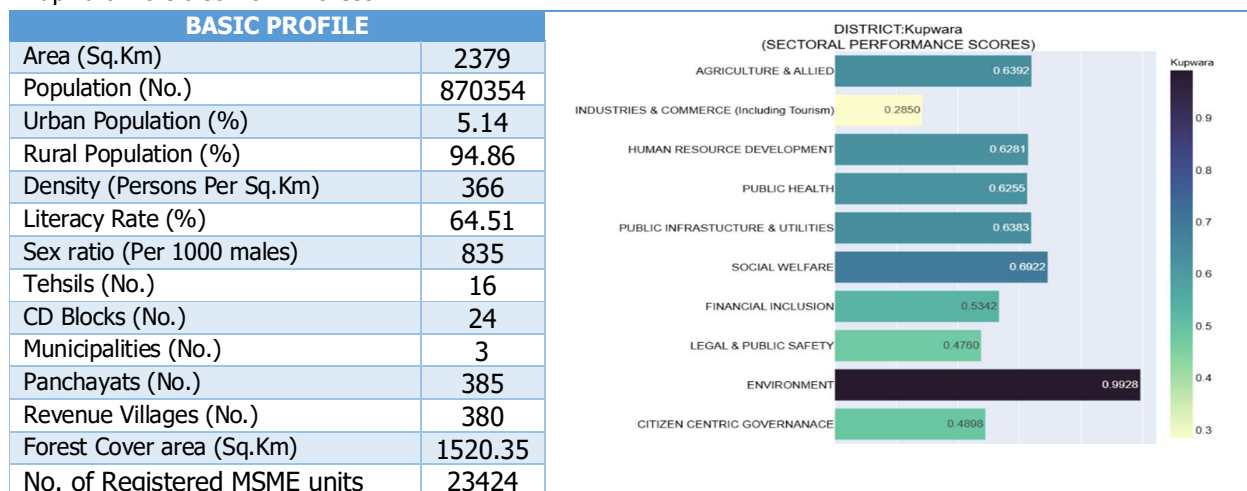 BASIC PROFILE
Area (Sq.Km) 2379
Population (No.) 870354
Urban Population (%) 5.14
Rural Population (%) 94.86
Density (Persons Per Sq.Km) 366
Literacy Rate (%) 64.51
Sex ratio (Per 1000 males) 835
Tehsils (No.) 16
CD Blocks (No.) 24
Municipalities (No.) 3
Panchayats (No.) 385
Revenue Villages (No.) 380
Forest Cover area (Sq.Km) 1520.35
No. of Registered MSME units 23424
DISTRICT:Kupwara
(SECTORAL PERFORMANCE SCORES)
AGRICULTURE & ALLIED 0.6392
INDUSTRIES & COMMERCE (Including Tourism) 0.2850
HUMAN RESOURCE DEVELOPMENT 0.6281
PUBLIC HEALTH 0.6255
PUBLIC INFRASTUCTURE & UTILITIES 0.6383
SOCIAL WELFARE 0.6922
FINANCIAL INCLUSION 0.5342
LEGAL & PUBLIC SAFETY 0.4760
ENVIRONMENT 0.9928
CITIZEN CENTRIC GOVERNANACE 0.4898
Kupwara
0.9
0.8
0.7
0.6
0.5
0.4
0.3